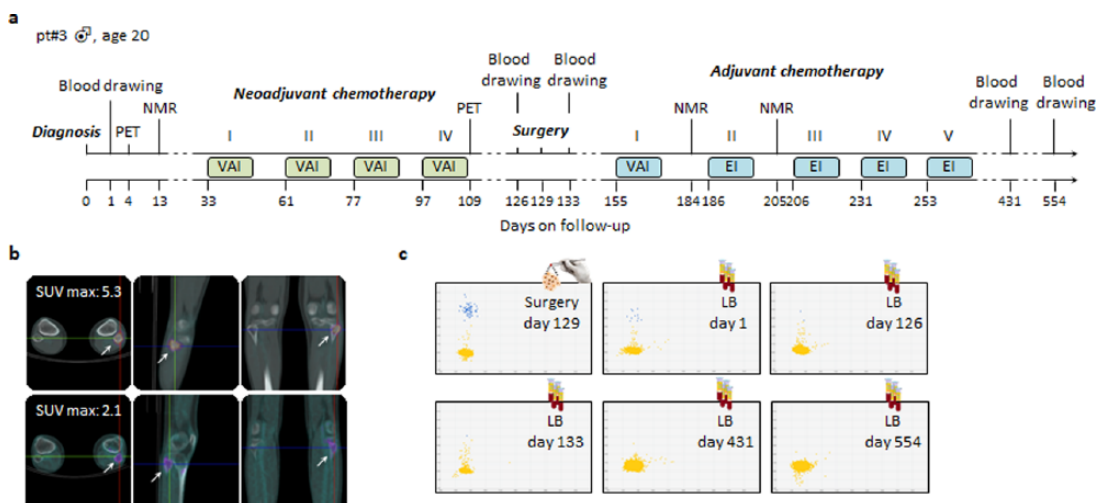 a
pt#3 ♂, age 20
Blood drawing
Blood drawing
Blood drawing
Blood drawing
Blood drawing
Diagnosis
PET
NMR
Neoadjuvant chemotherapy
PET
Surgery
Adjuvant chemotherapy
NMR
NMR
I II III IV I II III IV V
VAI VAI VAI VAI VAI EI EI EI EI
0 1 4 13 33 61 77 97 109 126 129 133 155 184 186 205 206 231 253 431 554
Days on follow-up
b
SUV max: 5.3
SUV max: 2.1
c
Surgery
day 129
LB
day 1
LB
day 126
LB
day 133
LB
day 431
LB
day 554